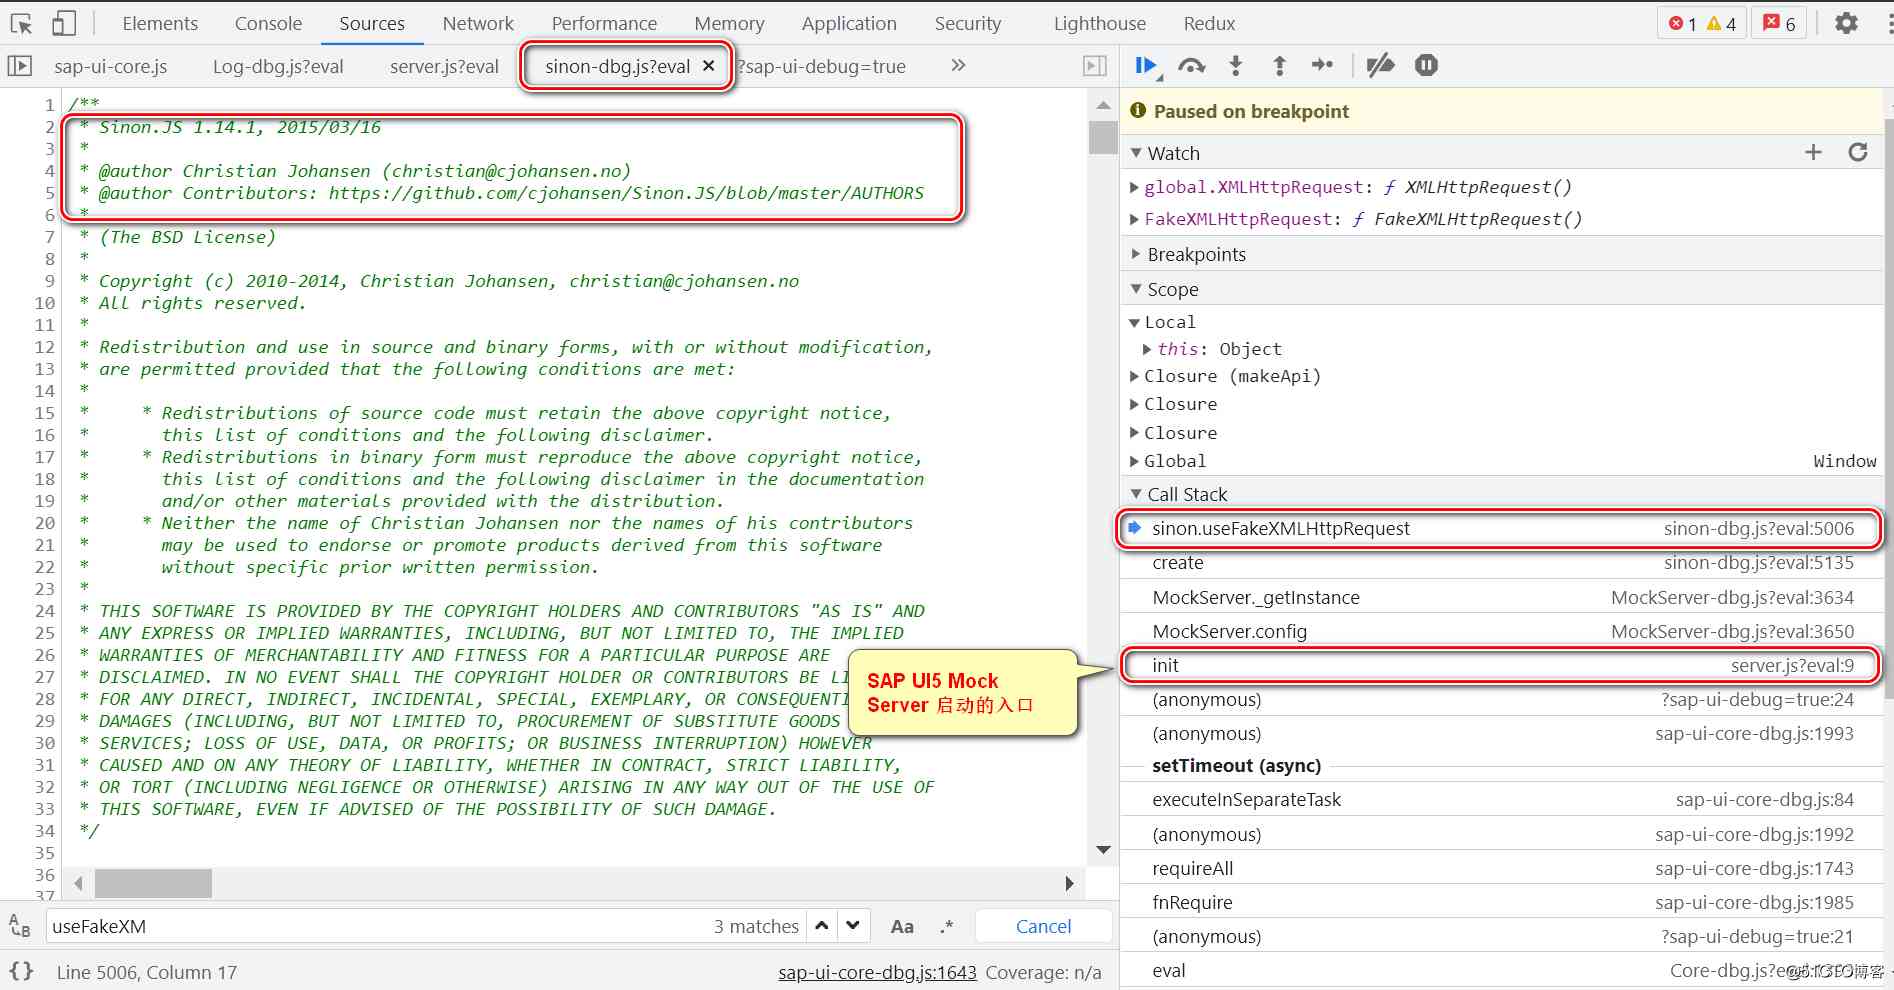 Elements Console Sources Network Performance Memory Application Security Lighthouse Redux 1 4 6
sap-ui-core.js Log-dbg.js?eval server.js?eval sinon-dbg.js?eval × ?sap-ui-debug=true »
1 /**
2 * Sinon.JS 1.14.1, 2015/03/16
3 *
4 * @author Christian Johansen (christian@cjohansen.no)
5 * @author Contributors: https://github.com/cjohansen/Sinon.JS/blob/master/AUTHORS
6 *
7 * (The BSD License)
8 *
9 * Copyright (c) 2010-2014, Christian Johansen, christian@cjohansen.no
10 * All rights reserved.
11 *
12 * Redistribution and use in source and binary forms, with or without modification,
13 * are permitted provided that the following conditions are met:
14 *
15 * * Redistributions of source code must retain the above copyright notice,
16 * this list of conditions and the following disclaimer.
17 * * Redistributions in binary form must reproduce the above copyright notice,
18 * this list of conditions and the following disclaimer in the documentation
19 * and/or other materials provided with the distribution.
20 * * Neither the name of Christian Johansen nor the names of his contributors
21 * may be used to endorse or promote products derived from this software
22 * without specific prior written permission.
23 *
24 * THIS SOFTWARE IS PROVIDED BY THE COPYRIGHT HOLDERS AND CONTRIBUTORS "AS IS" AND
25 * ANY EXPRESS OR IMPLIED WARRANTIES, INCLUDING, BUT NOT LIMITED TO, THE IMPLIED
26 * WARRANTIES OF MERCHANTABILITY AND FITNESS FOR A PARTICULAR PURPOSE ARE
27 * DISCLAIMED. IN NO EVENT SHALL THE COPYRIGHT HOLDER OR CONTRIBUTORS BE LI
28 * FOR ANY DIRECT, INDIRECT, INCIDENTAL, SPECIAL, EXEMPLARY, OR CONSEQUENTI
29 * DAMAGES (INCLUDING, BUT NOT LIMITED TO, PROCUREMENT OF SUBSTITUTE GOODS
30 * SERVICES; LOSS OF USE, DATA, OR PROFITS; OR BUSINESS INTERRUPTION) HOWEVER
31 * CAUSED AND ON ANY THEORY OF LIABILITY, WHETHER IN CONTRACT, STRICT LIABILITY,
32 * OR TORT (INCLUDING NEGLIGENCE OR OTHERWISE) ARISING IN ANY WAY OUT OF THE USE OF
33 * THIS SOFTWARE, EVEN IF ADVISED OF THE POSSIBILITY OF SUCH DAMAGE.
34 */
35
36
37
SAP UI5 Mock
Server 启动的入口
useFakeXM 3 matches Aa .* Cancel
{} Line 5006, Column 17 sap-ui-core-dbg.js:1643 Coverage: n/a
Paused on breakpoint
Watch
global.XMLHttpRequest: ƒ XMLHttpRequest()
FakeXMLHttpRequest: ƒ FakeXMLHttpRequest()
Breakpoints
Scope
Local
this: Object
Closure (makeApi)
Closure
Closure
Global Window
Call Stack
sinon.useFakeXMLHttpRequest sinon-dbg.js?eval:5006
create sinon-dbg.js?eval:5135
MockServer._getInstance MockServer-dbg.js?eval:3634
MockServer.config MockServer-dbg.js?eval:3650
init server.js?eval:9
(anonymous) ?sap-ui-debug=true:24
(anonymous) sap-ui-core-dbg.js:1993
setTimeout (async)
executeInSeparateTask sap-ui-core-dbg.js:84
(anonymous) sap-ui-core-dbg.js:1992
requireAll sap-ui-core-dbg.js:1743
fnRequire sap-ui-core-dbg.js:1985
(anonymous) ?sap-ui-debug=true:21
eval Core-dbg.js?
@51CTO博客